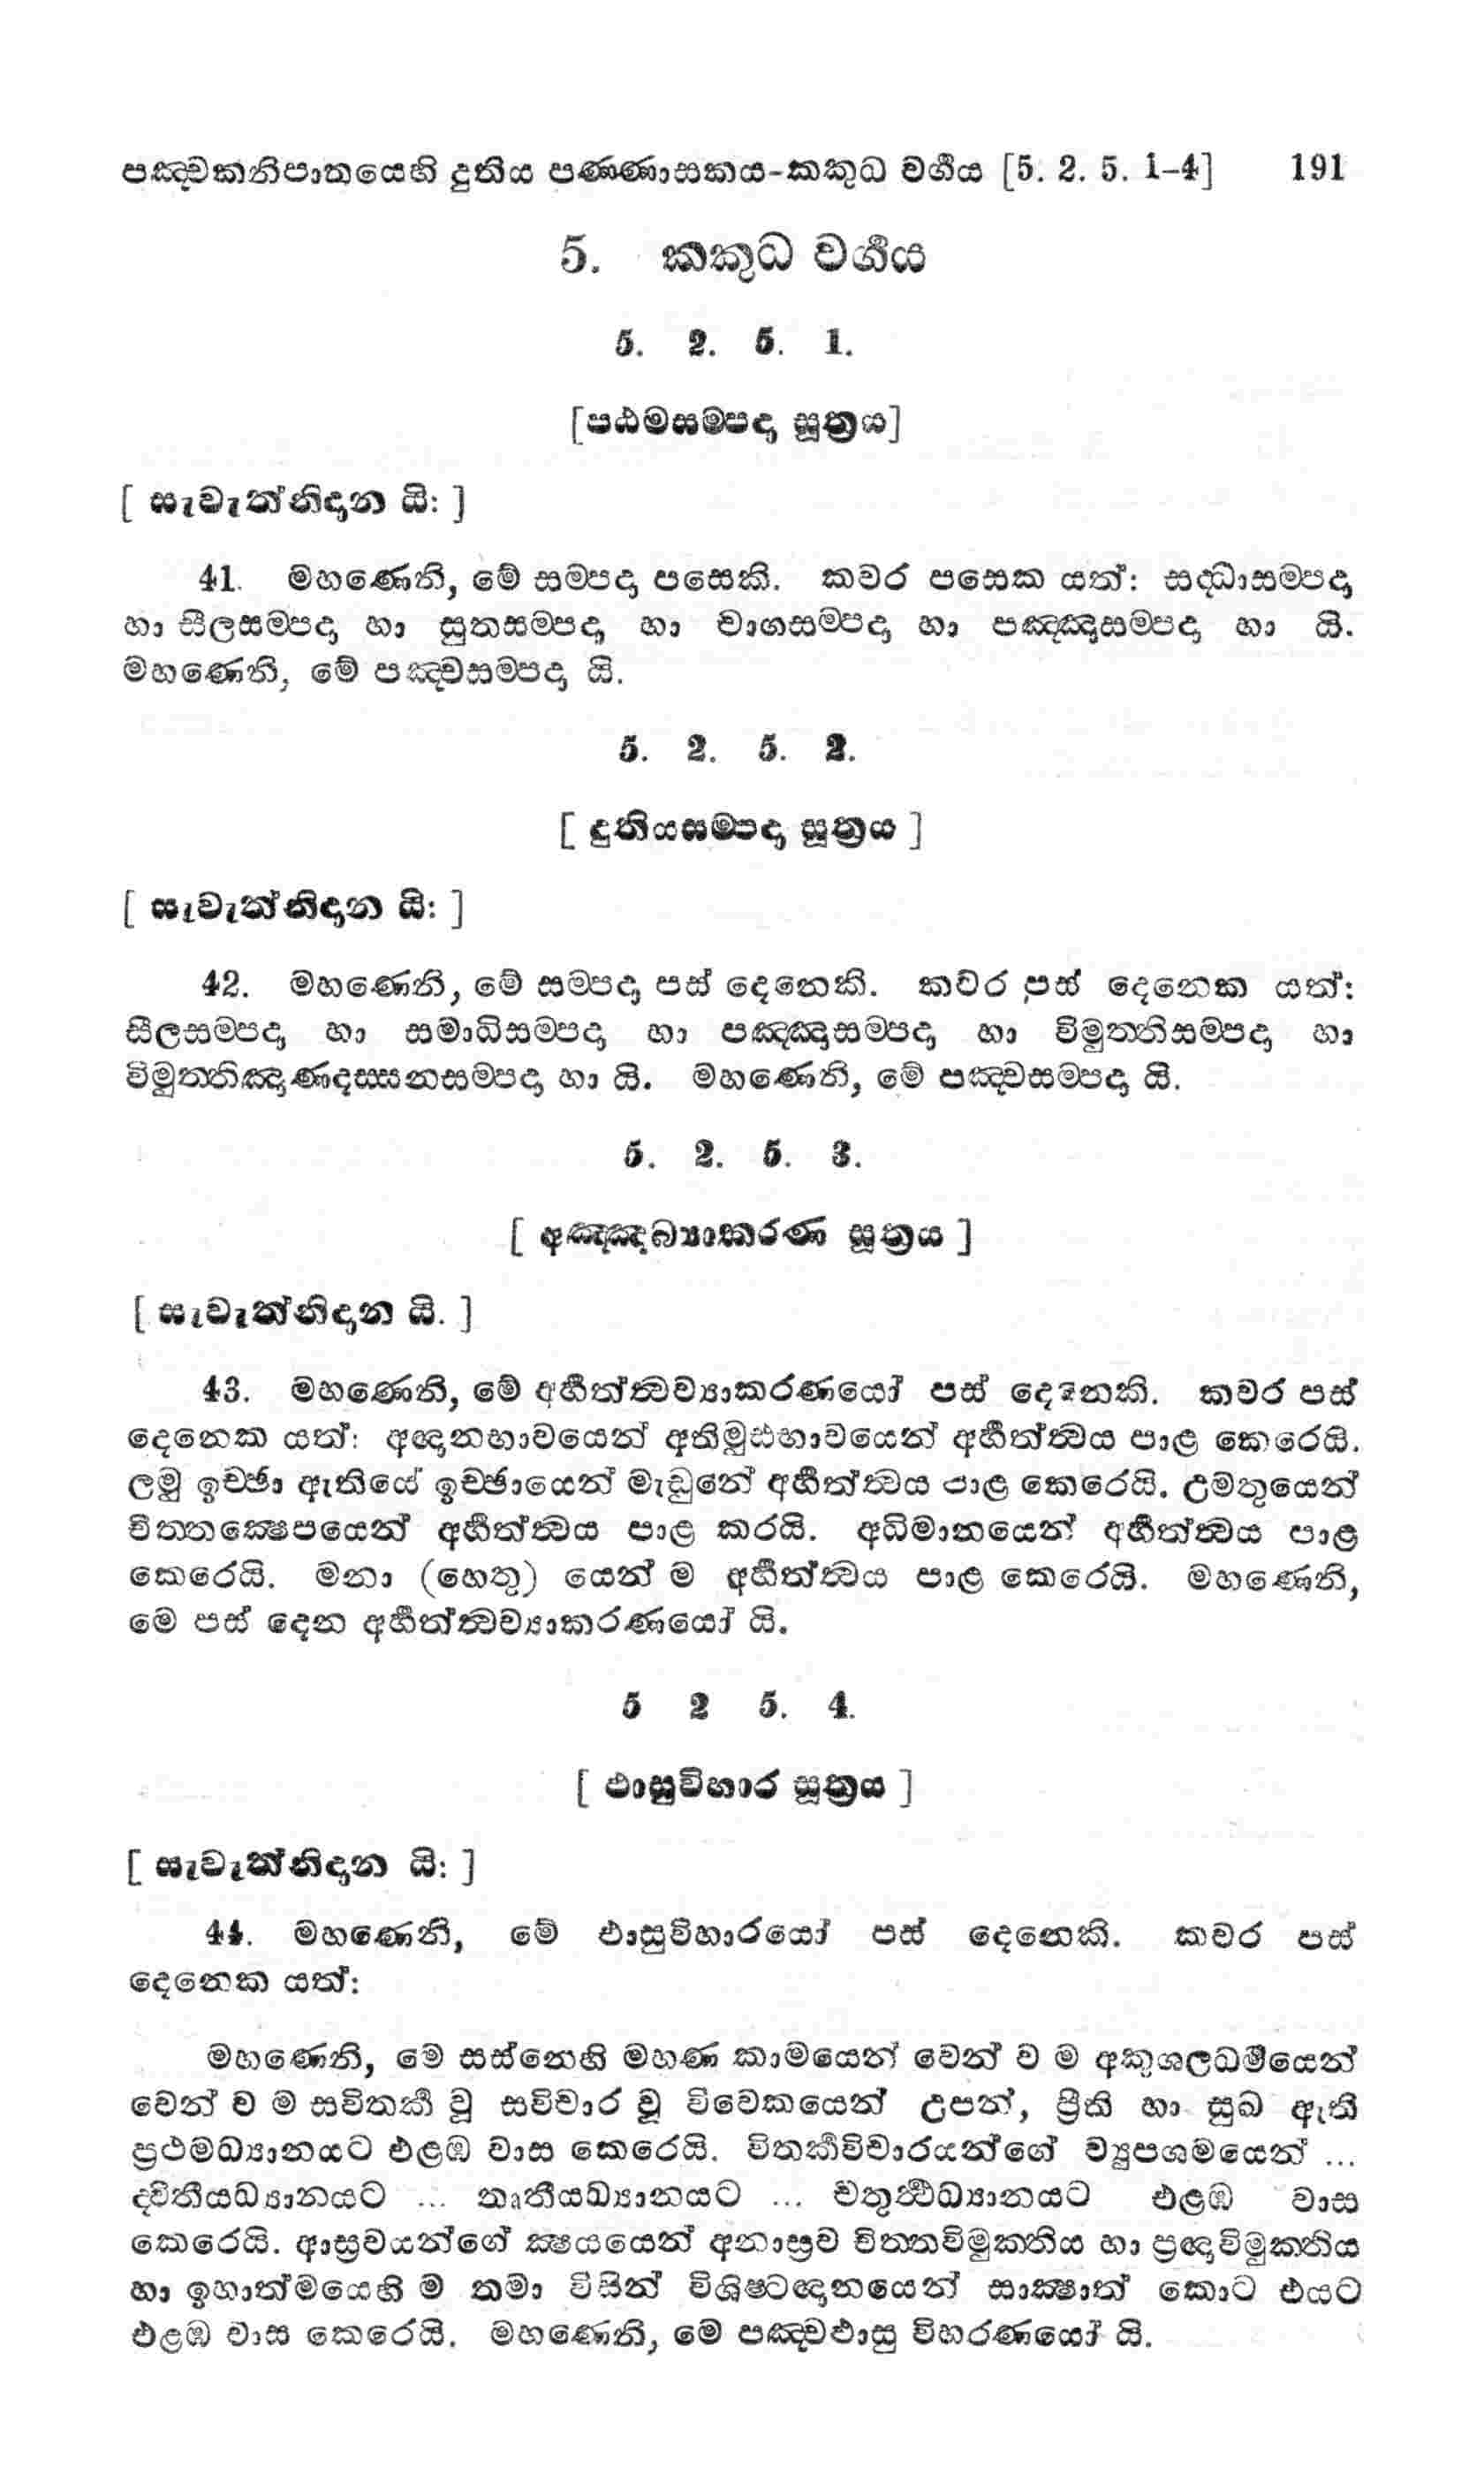 පඤ්චකනිපාතයෙහි දුතිය පණ්ණාසකය-කකුධ වර්‍ගය [5. 2. 5. 1-4] 191
5. කකුධ වර්‍ගය
5. 2. 5. 1.
[පඨමසම්පදා සූත්‍රය]
[ සැවැත්නිදාන යි: ]
41. මහණෙනි, මේ සම්පදා පසෙකි. කවර පසෙක යත්: සද්ධාසම්පදා
හා සීලසම්පදා හා සුතසම්පදා හා චාගසම්පදා හා පඤ්ඤාසම්පදා හා යි.
මහණෙනි, මේ පඤ්චසම්පදා යි.
5. 2. 5. 2.
[ දුතියසම්පදා සූත්‍රය ]
[ සැවැත්නිදාන යි: ]
42. මහණෙනි, මේ සම්පදා පස් දෙනෙකි. කවර පස් දෙනෙක යත්:
සීලසම්පදා හා සමාධිසම්පදා හා පඤ්ඤාසම්පදා හා විමුත්තිසම්පදා හා
විමුත්තිඤාණදස්සනසම්පදා හා යි. මහණෙනි, මේ පඤ්චසම්පදා යි.
5. 2. 5. 3.
[ අඤ්ඤාබ්‍යාකරණ සූත්‍රය ]
[ සැවැත්නිදාන යි. ]
43. මහණෙනි, මේ අර්‍හත්ත්‍වව්‍යාකරණයෝ පස් දෙනෙකි. කවර පස්
දෙනෙක යත්: අඥානභාවයෙන් අතිමුඪභාවයෙන් අර්‍හත්ත්‍වය පාළ කෙරෙයි.
ලමු ඉච්ඡා ඇතියේ ඉච්ඡායෙන් මැඩුනේ අර්‍හත්ත්‍වය පාළ කෙරෙයි. උමතුයෙන්
චිත්තක්‍ෂෙපයෙන් අර්‍හත්ත්‍වය පාළ කරයි. අධිමානයෙන් අර්‍හත්ත්‍වය පාළ
කෙරෙයි. මනා (හෙතු) යෙන් ම අර්‍හත්ත්‍වය පාළ කෙරෙයි. මහණෙනි,
මෙ පස් දෙන අර්‍හත්ත්‍වව්‍යාකරණයෝ යි.
5 2 5. 4.
[ ඵාසුවිහාර සූත්‍රය ]
[ සැවැත්නිදාන යි: ]
44. මහණෙනි, මේ ඵාසුවිහාරයෝ පස් දෙනෙකි. කවර පස්
දෙනෙක යත්:
මහණෙනි, මෙ සස්නෙහි මහණ කාමයෙන් වෙන් ව ම අකුශලධර්‍මයෙන්
වෙන් ව ම සවිතර්‍ක වූ සවිචාර වූ විවෙකයෙන් උපන්, ප්‍රීති හා සුඛ ඇති
ප්‍රථමධ්‍යානයට එළඹ වාස කෙරෙයි. විතර්‍කවිචාරයන්ගේ ව්‍යුපශමයෙන් ...
ද්විතීයධ්‍යානයට ... තෘතීයධ්‍යානයට ... චතුර්‍ත්‍ථධ්‍යානයට එළඹ වාස
කෙරෙයි. ආස්‍රවයන්ගේ ක්‍ෂයයෙන් අනාස්‍රව චිත්තවිමුක්තිය හා ප්‍රඥාවිමුක්තිය
හා ඉහාත්මයෙහි ම තමා විසින් විශිෂ්ටඥානයෙන් සාක්‍ෂාත් කොට එයට
එළඹ වාස කෙරෙයි. මහණෙනි, මෙ පඤ්චඵාසු විහරණයෝ යි.